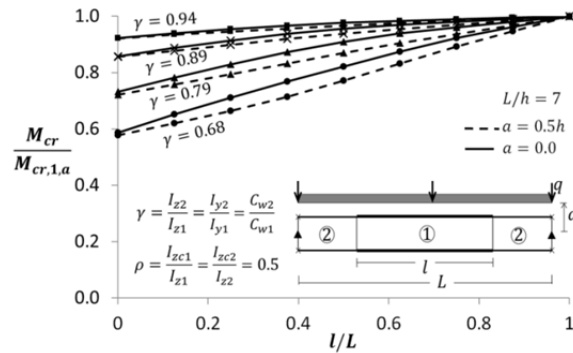 1.0
γ = 0.94
0.8
γ = 0.89
γ = 0.79
L/h = 7
0.6
γ = 0.68
a = 0.5h
a = 0.0
M_cr / M_cr,1,a
0.4
q
a
γ = I_z2/I_z1 = I_y2/I_y1 = C_w2/C_w1
② ① ②
0.2
ρ = I_zc1/I_z1 = I_zc2/I_z2 = 0.5
l
L
0.0
0 0.2 0.4 0.6 0.8 1
l/L